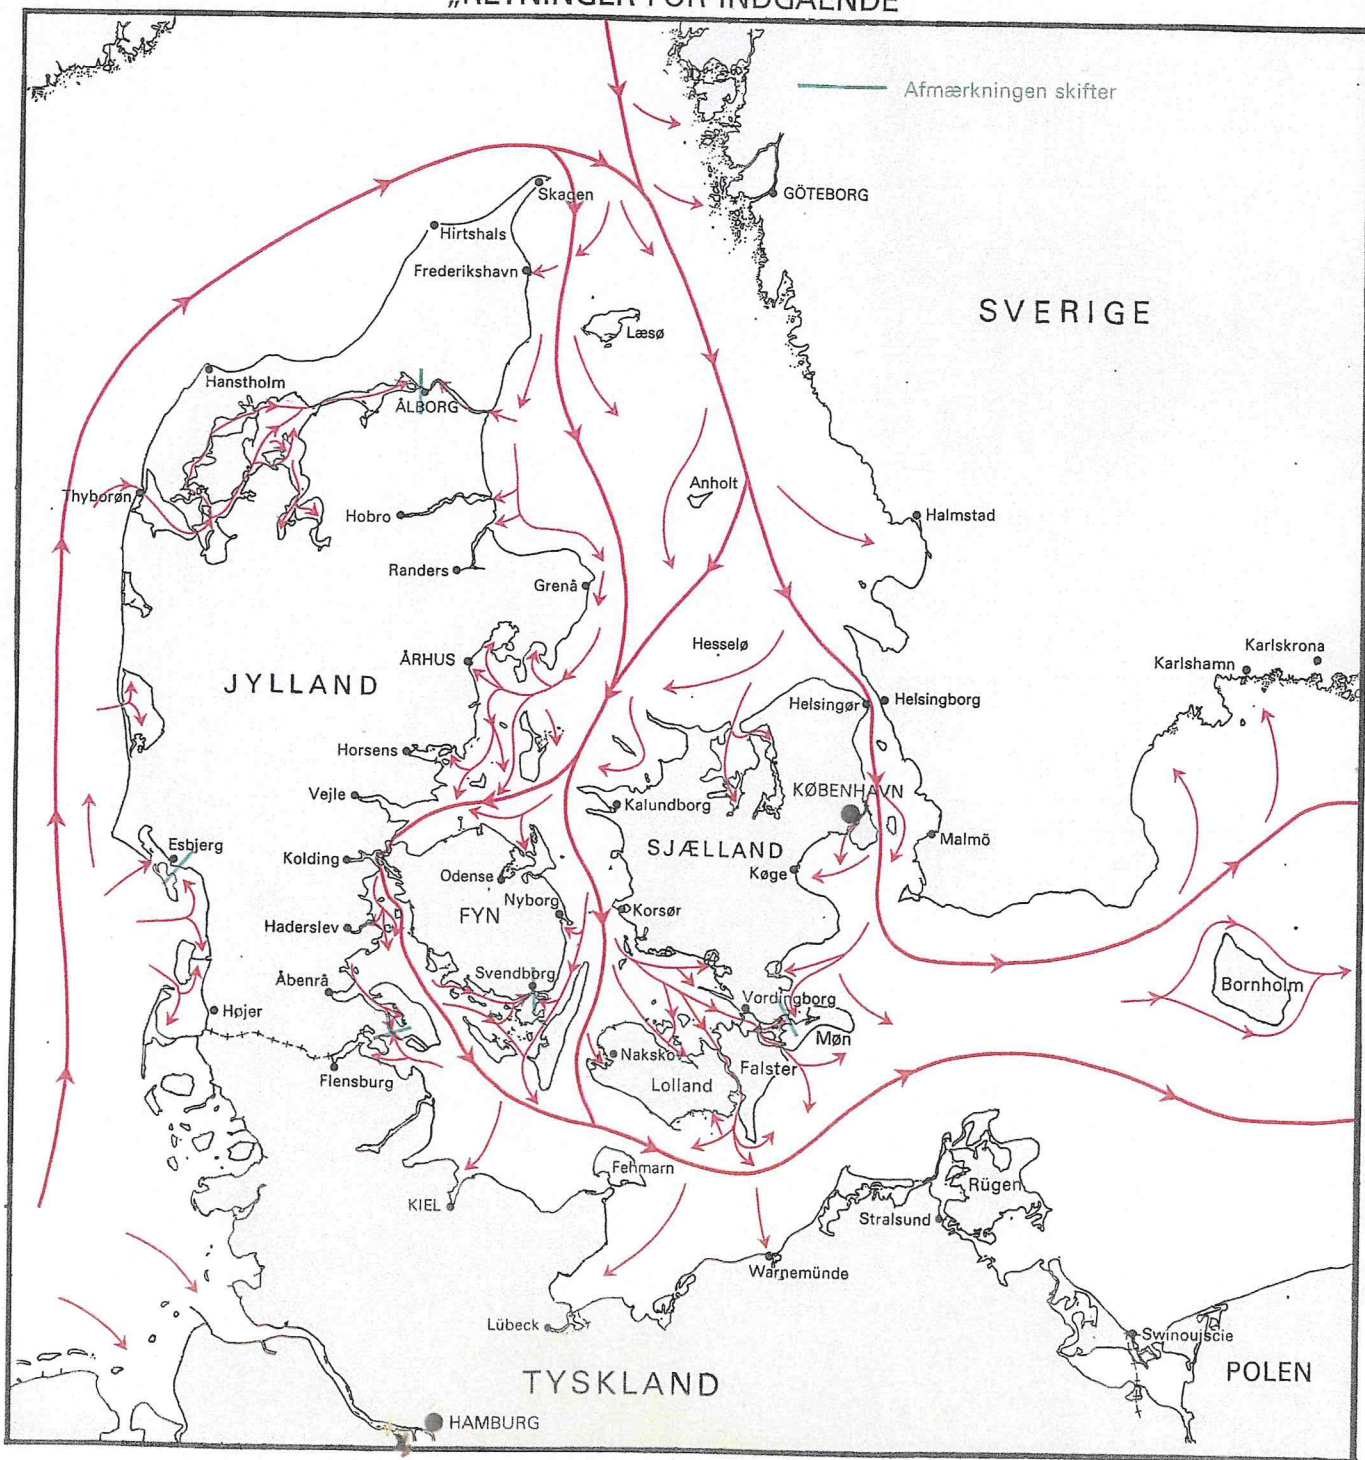 „RETNINGER FOR INDGÅENDE”
Afmærkningen skifter
GÖTEBORG
Skagen
Hirtshals
Frederikshavn
SVERIGE
Læsø
Hanstholm
ÅLBORG
Thyborøn
Anholt
Hobro
Halmstad
Randers
Grenå
Hesselø
Karlskrona
Karlshamn
ÅRHUS
JYLLAND
Helsingør
Helsingborg
Horsens
Vejle
KØBENHAVN
Kalundborg
Malmö
SJÆLLAND
Esbjerg
Kolding
Køge
Odense
Nyborg
FYN
Korsør
Haderslev
Åbenrå
Svendborg
Bornholm
Vordingborg
Højer
Møn
Nakskov
Falster
Flensburg
Lolland
Fehmarn
Rügen
KIEL
Stralsund
Warnemünde
Lübeck
Swinoujscie
POLEN
TYSKLAND
HAMBURG